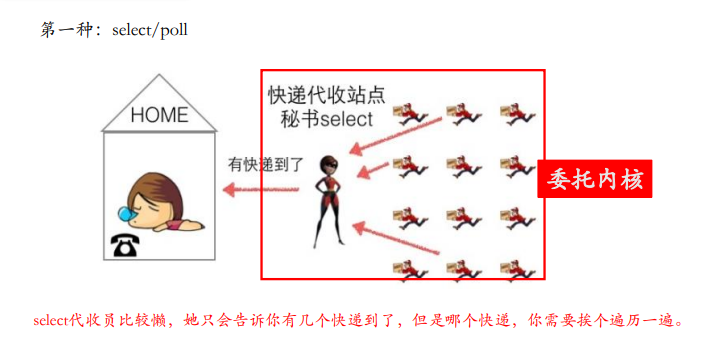 第一种：select/poll
快递代收站点
秘书select
HOME
有快递到了
委托内核
select代收员比较懒，她只会告诉你有几个快递到了，但是哪个快递，你需要挨个遍历一遍。